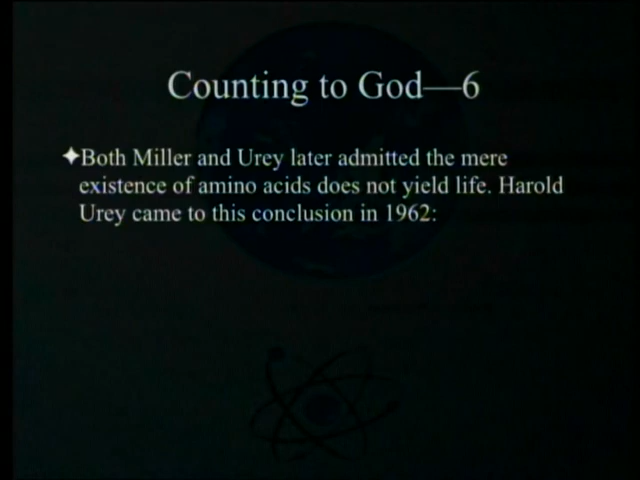 Counting to God—6
✦Both Miller and Urey later admitted the mere
existence of amino acids does not yield life. Harold
Urey came to this conclusion in 1962: